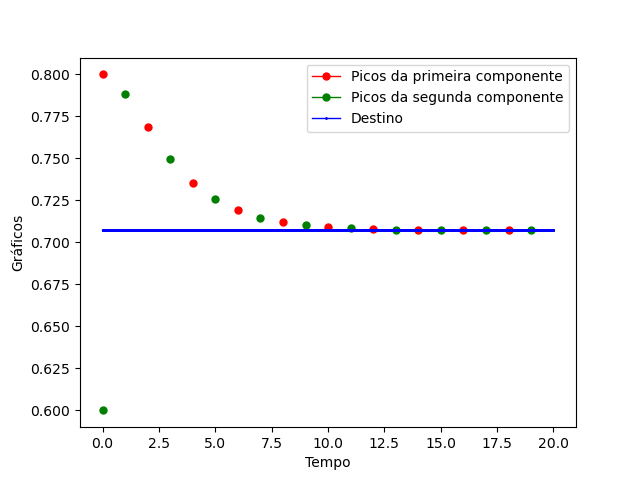 0.800
0.775
0.750
0.725
0.700
0.675
0.650
0.625
0.600
Gráficos
Picos da primeira componente
Picos da segunda componente
Destino
0.0 2.5 5.0 7.5 10.0 12.5 15.0 17.5 20.0
Tempo